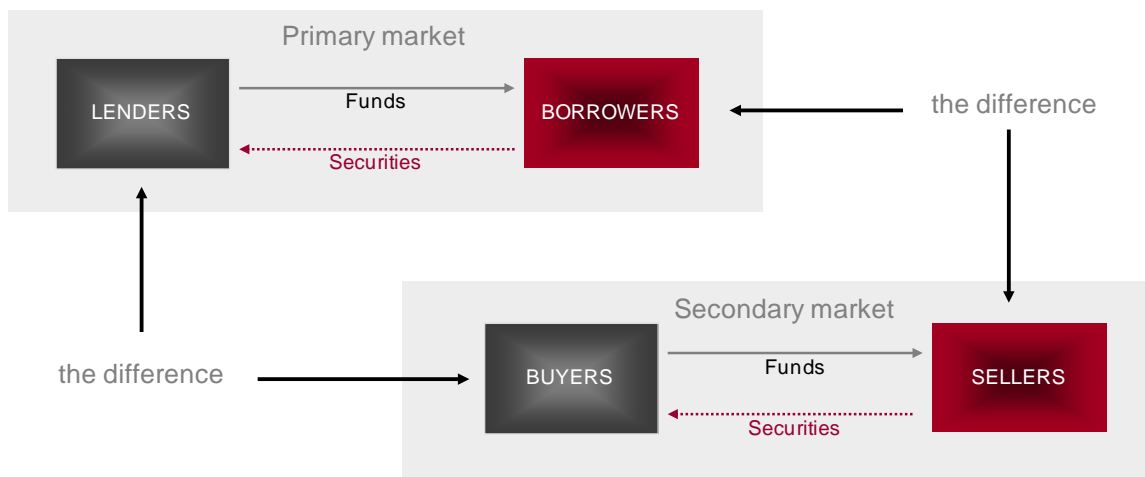 Primary market
LENDERS
Funds
BORROWERS
the difference
Securities
Secondary market
the difference
BUYERS
Funds
SELLERS
Securities